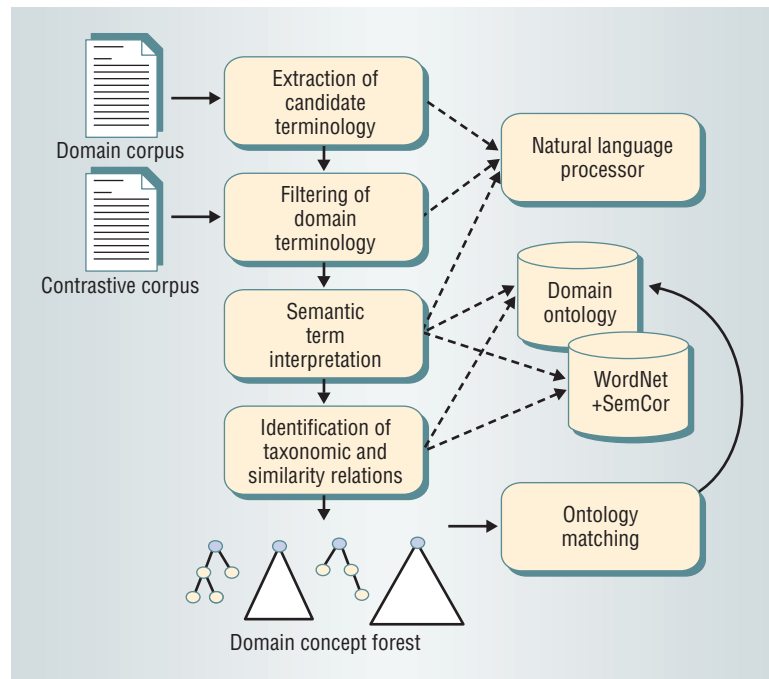 Extraction of
candidate
terminology
Domain corpus
Natural language
processor
Filtering of
domain
terminology
Contrastive corpus
Semantic
term
interpretation
Domain
ontology
WordNet
+SemCor
Identification of
taxonomic and
similarity relations
Ontology
matching
Domain concept forest